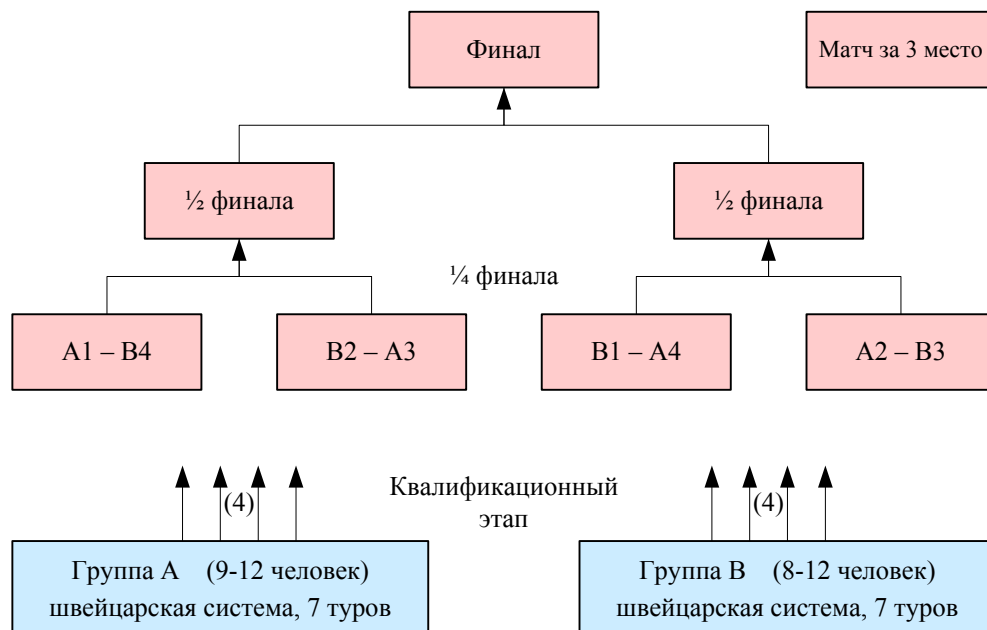 Финал
Матч за 3 место
½ финала
½ финала
¼ финала
A1 – B4
B2 – A3
B1 – A4
A2 – B3
(4)
Квалификационный
этап
(4)
Группа A (9-12 человек)
швейцарская система, 7 туров
Группа B (8-12 человек)
швейцарская система, 7 туров